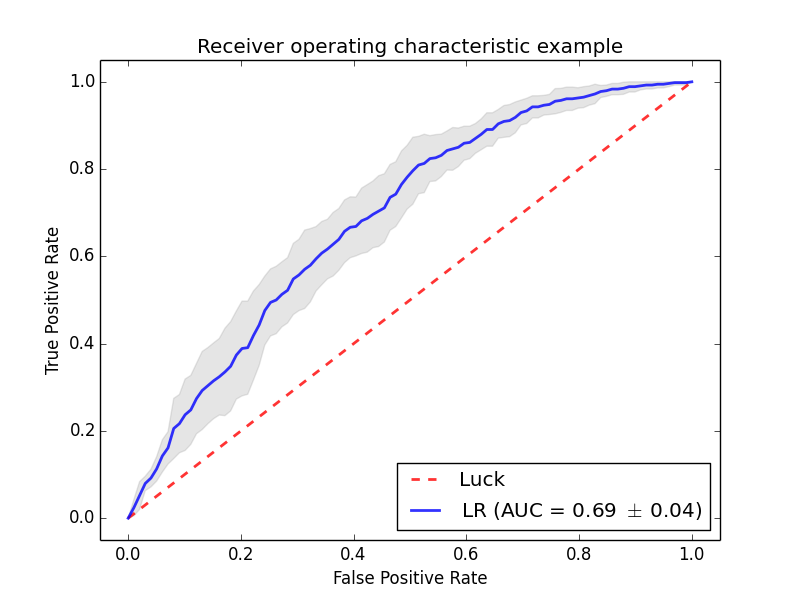 Receiver operating characteristic example
1.0
0.8
0.6
0.4
0.2
0.0
True Positive Rate
Luck
LR (AUC = 0.69 ± 0.04)
0.0 0.2 0.4 0.6 0.8 1.0
False Positive Rate